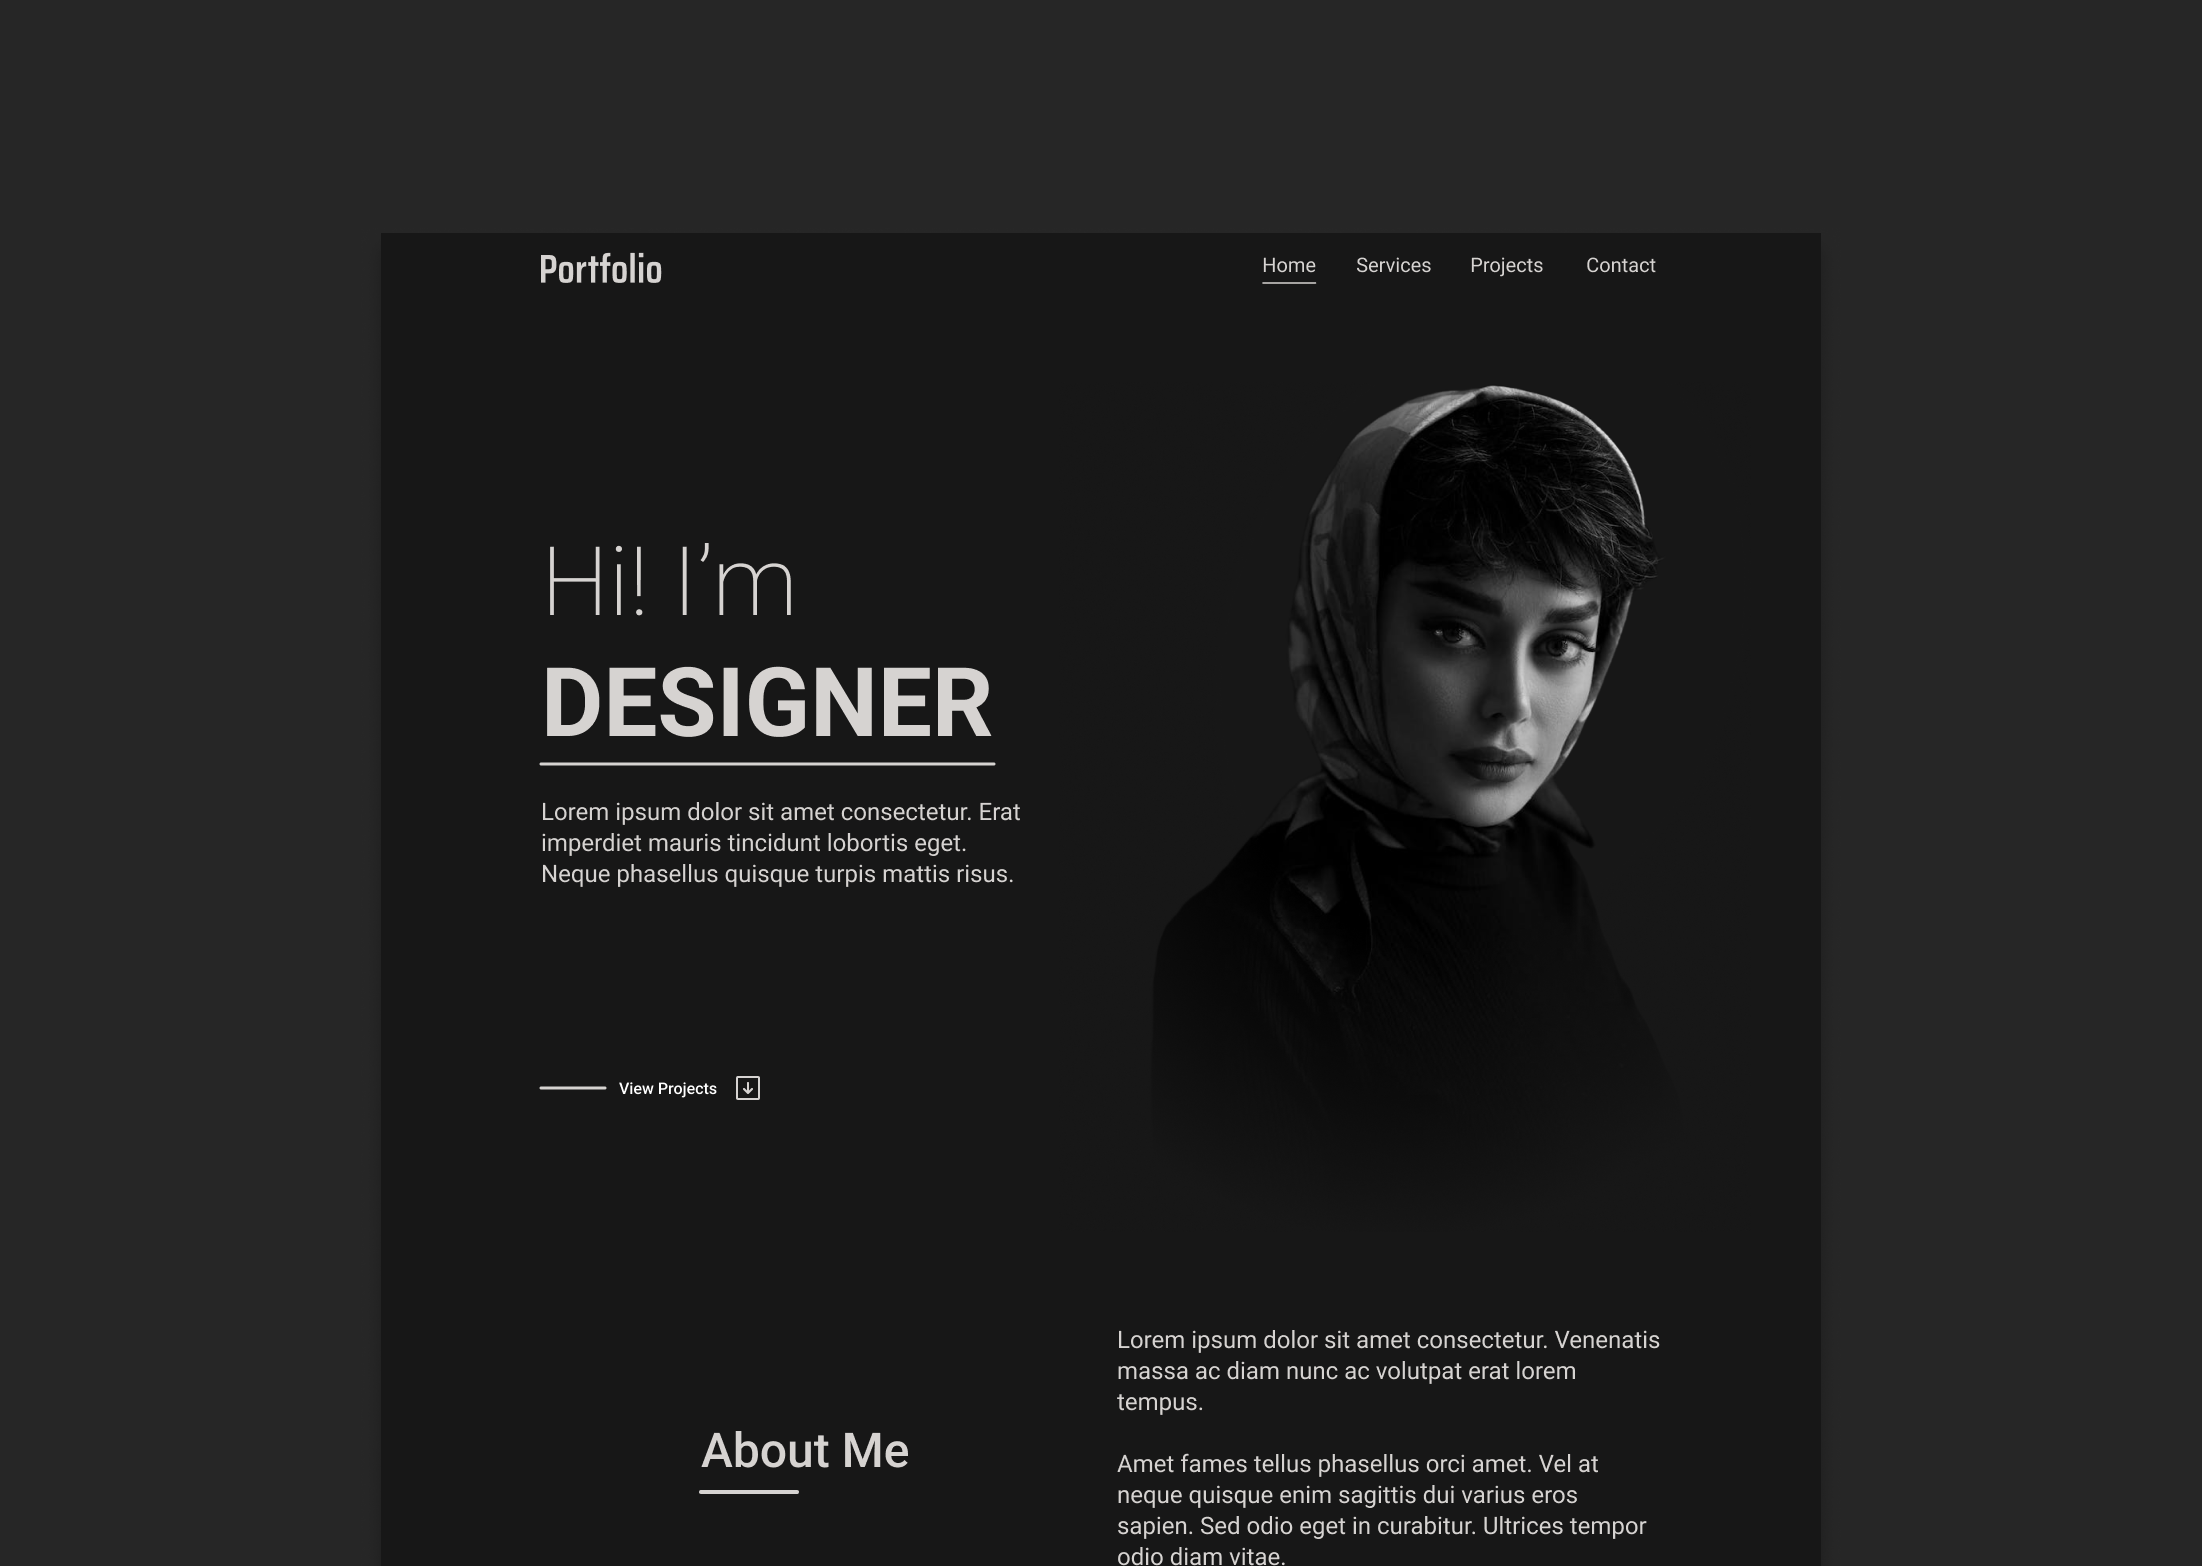 Portfolio
Home Services Projects Contact
Hi! I’m
DESIGNER
Lorem ipsum dolor sit amet consectetur. Erat
imperdiet mauris tincidunt lobortis eget.
Neque phasellus quisque turpis mattis risus.
View Projects
About Me
Lorem ipsum dolor sit amet consectetur. Venenatis
massa ac diam nunc ac volutpat erat lorem
tempus.
Amet fames tellus phasellus orci amet. Vel at
neque quisque enim sagittis dui varius eros
sapien. Sed odio eget in curabitur. Ultrices tempor
odio diam vitae.